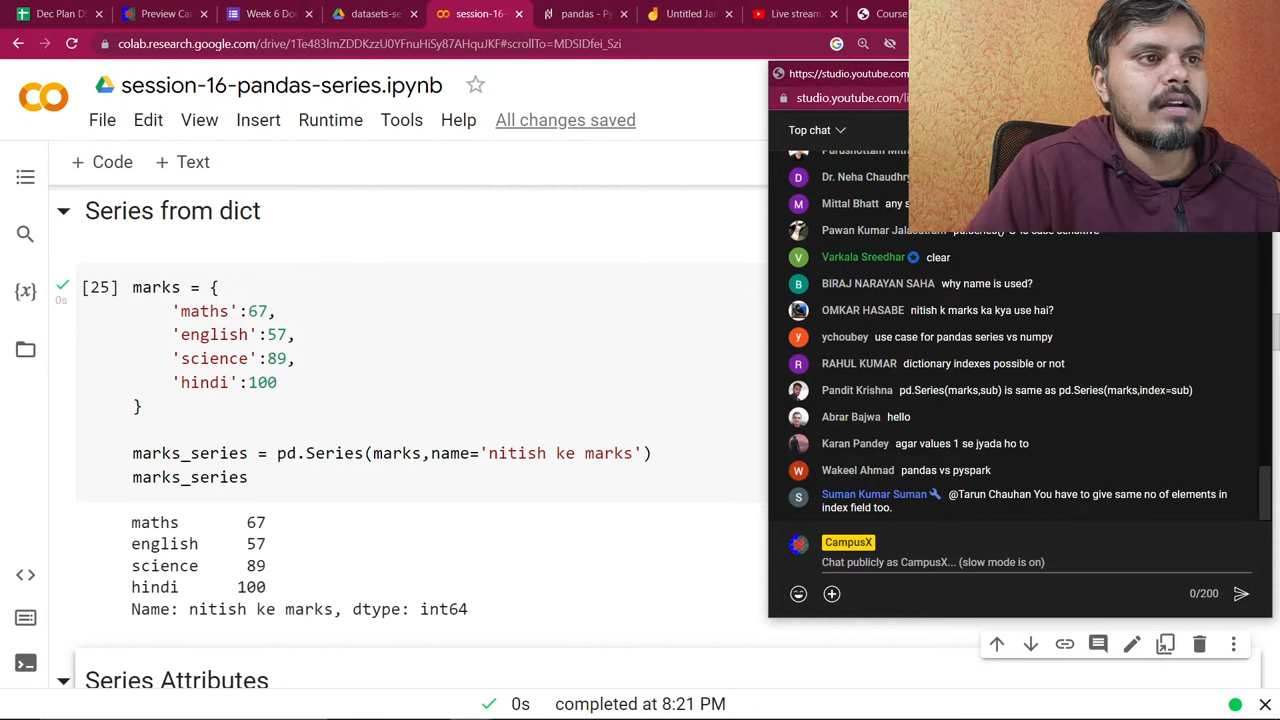 Dec Plan D
Preview Ca
Week 6 Dou
datasets-se
session-16-
pandas - Py
Untitled Jam
Live stream
Course
colab.research.google.com/drive/1Te483lmZDDKzzU0YFnuHiSy87AHquJKF#scrollTo=MDSIDfei_Szi
session-16-pandas-series.ipynb
File Edit View Insert Runtime Tools Help All changes saved
+ Code + Text
Series from dict
[25] marks = {
0s
'maths':67,
'english':57,
'science':89,
'hindi':100
}
marks_series = pd.Series(marks,name='nitish ke marks')
marks_series
maths 67
english 57
science 89
hindi 100
Name: nitish ke marks, dtype: int64
Series Attributes
0s completed at 8:21 PM
https://studio.youtube.com
studio.youtube.com/li
Top chat
Dr. Neha Chaudhry
Mittal Bhatt any s
Varkala Sreedhar clear
BIRAJ NARAYAN SAHA why name is used?
OMKAR HASABE nitish k marks ka kya use hai?
ychoubey use case for pandas series vs numpy
RAHUL KUMAR dictionary indexes possible or not
Pandit Krishna pd.Series(marks,sub) is same as pd.Series(marks,index=sub)
Abrar Bajwa hello
Karan Pandey agar values 1 se jyada ho to
Wakeel Ahmad pandas vs pyspark
Suman Kumar Suman @Tarun Chauhan You have to give same no of elements in
index field too.
CampusX
Chat publicly as CampusX... (slow mode is on)
0/200